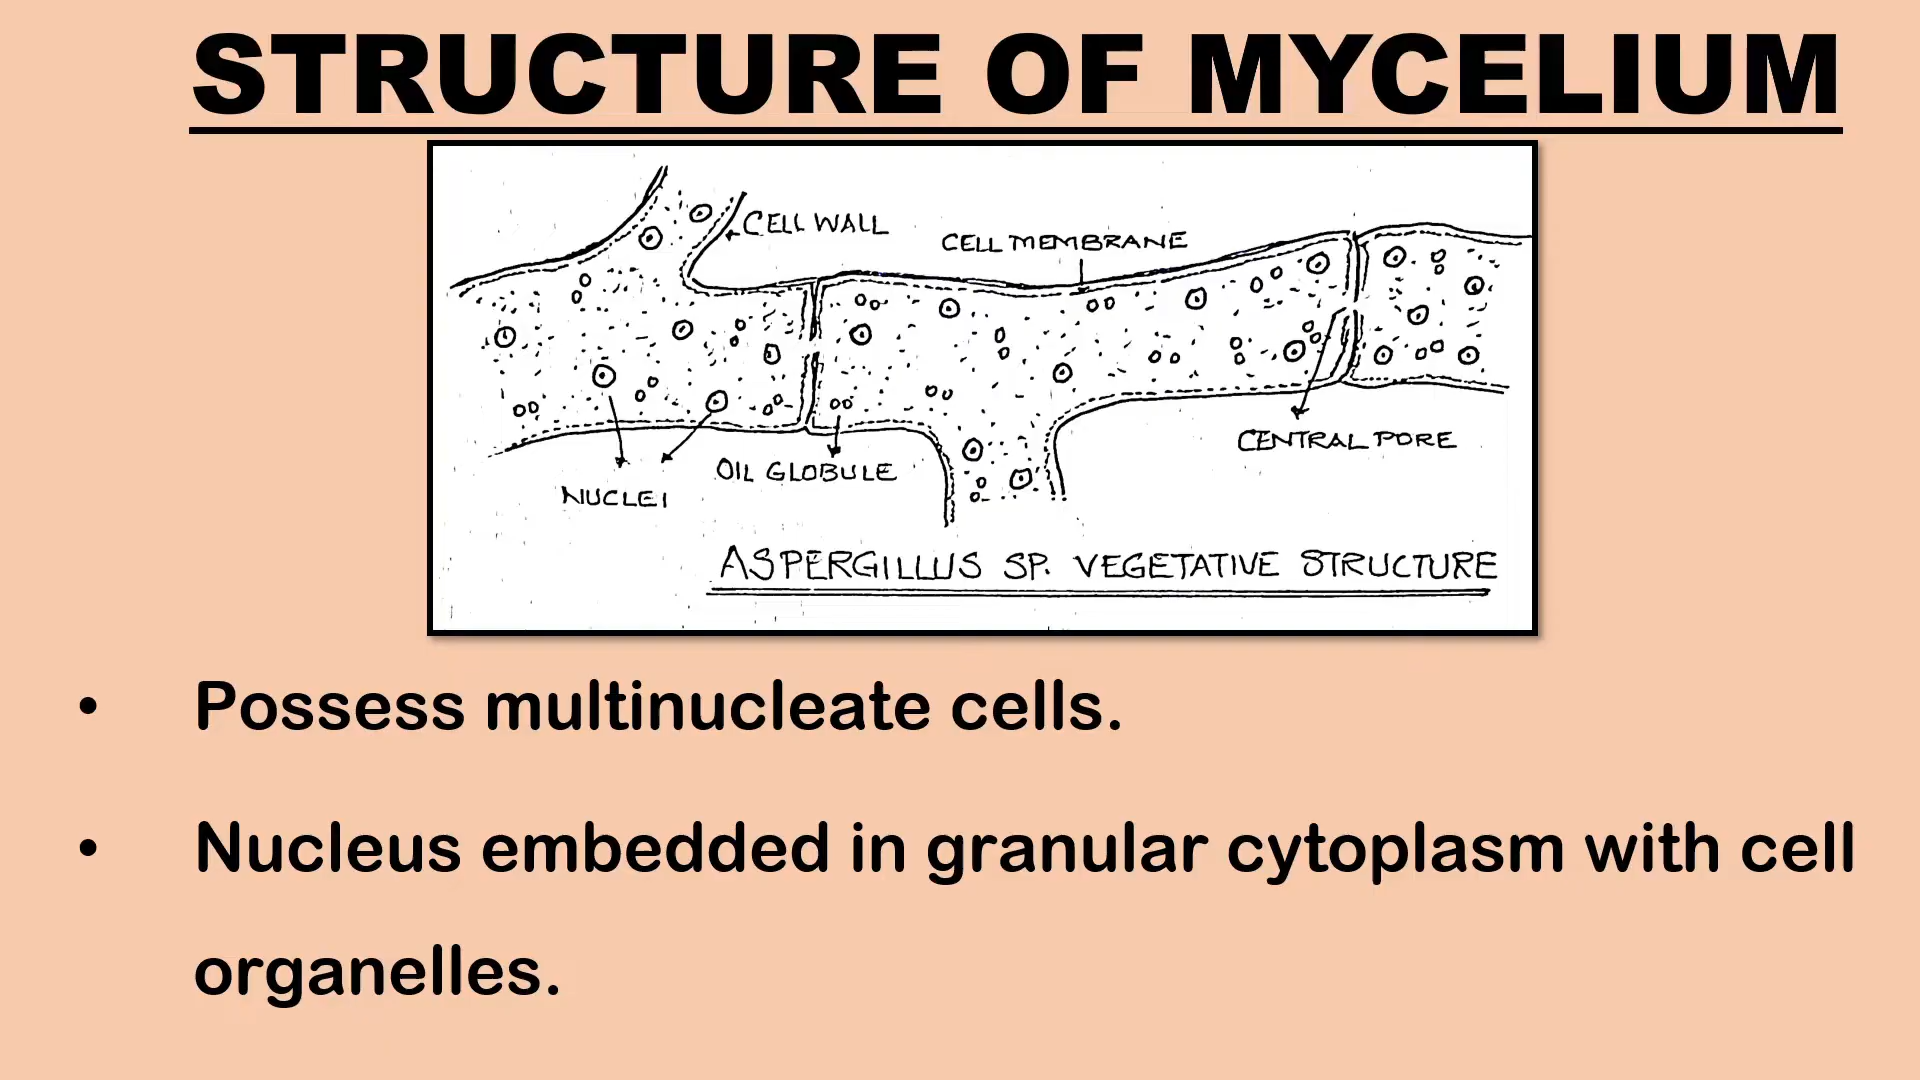 STRUCTURE OF MYCELIUM
CELL WALL
CELL MEMBRANE
CENTRAL PORE
OIL GLOBULE
NUCLEI
ASPERGILLUS SP. VEGETATIVE STRUCTURE
• Possess multinucleate cells.
• Nucleus embedded in granular cytoplasm with cell
organelles.